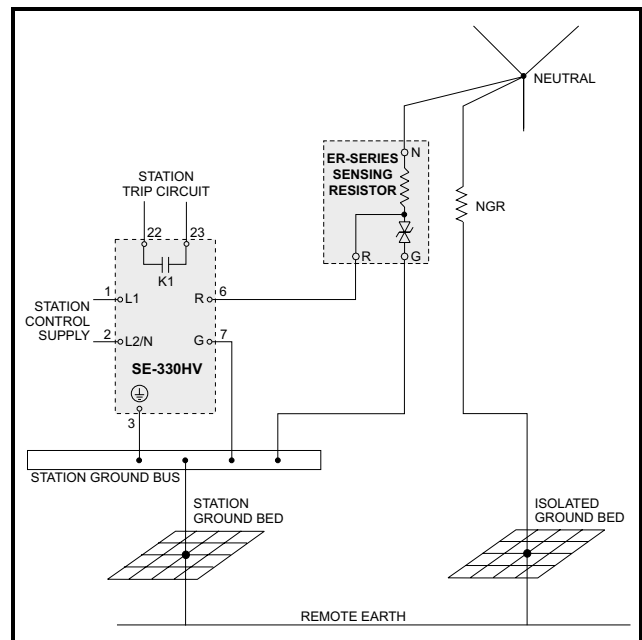 NEUTRAL
ER-SERIES
SENSING
RESISTOR
N
R
G
NGR
STATION
TRIP CIRCUIT
22
23
K1
1
L1
R
6
STATION
CONTROL
SUPPLY
2
L2/N
G
7
SE-330HV
3
STATION GROUND BUS
STATION
GROUND BED
ISOLATED
GROUND BED
REMOTE EARTH